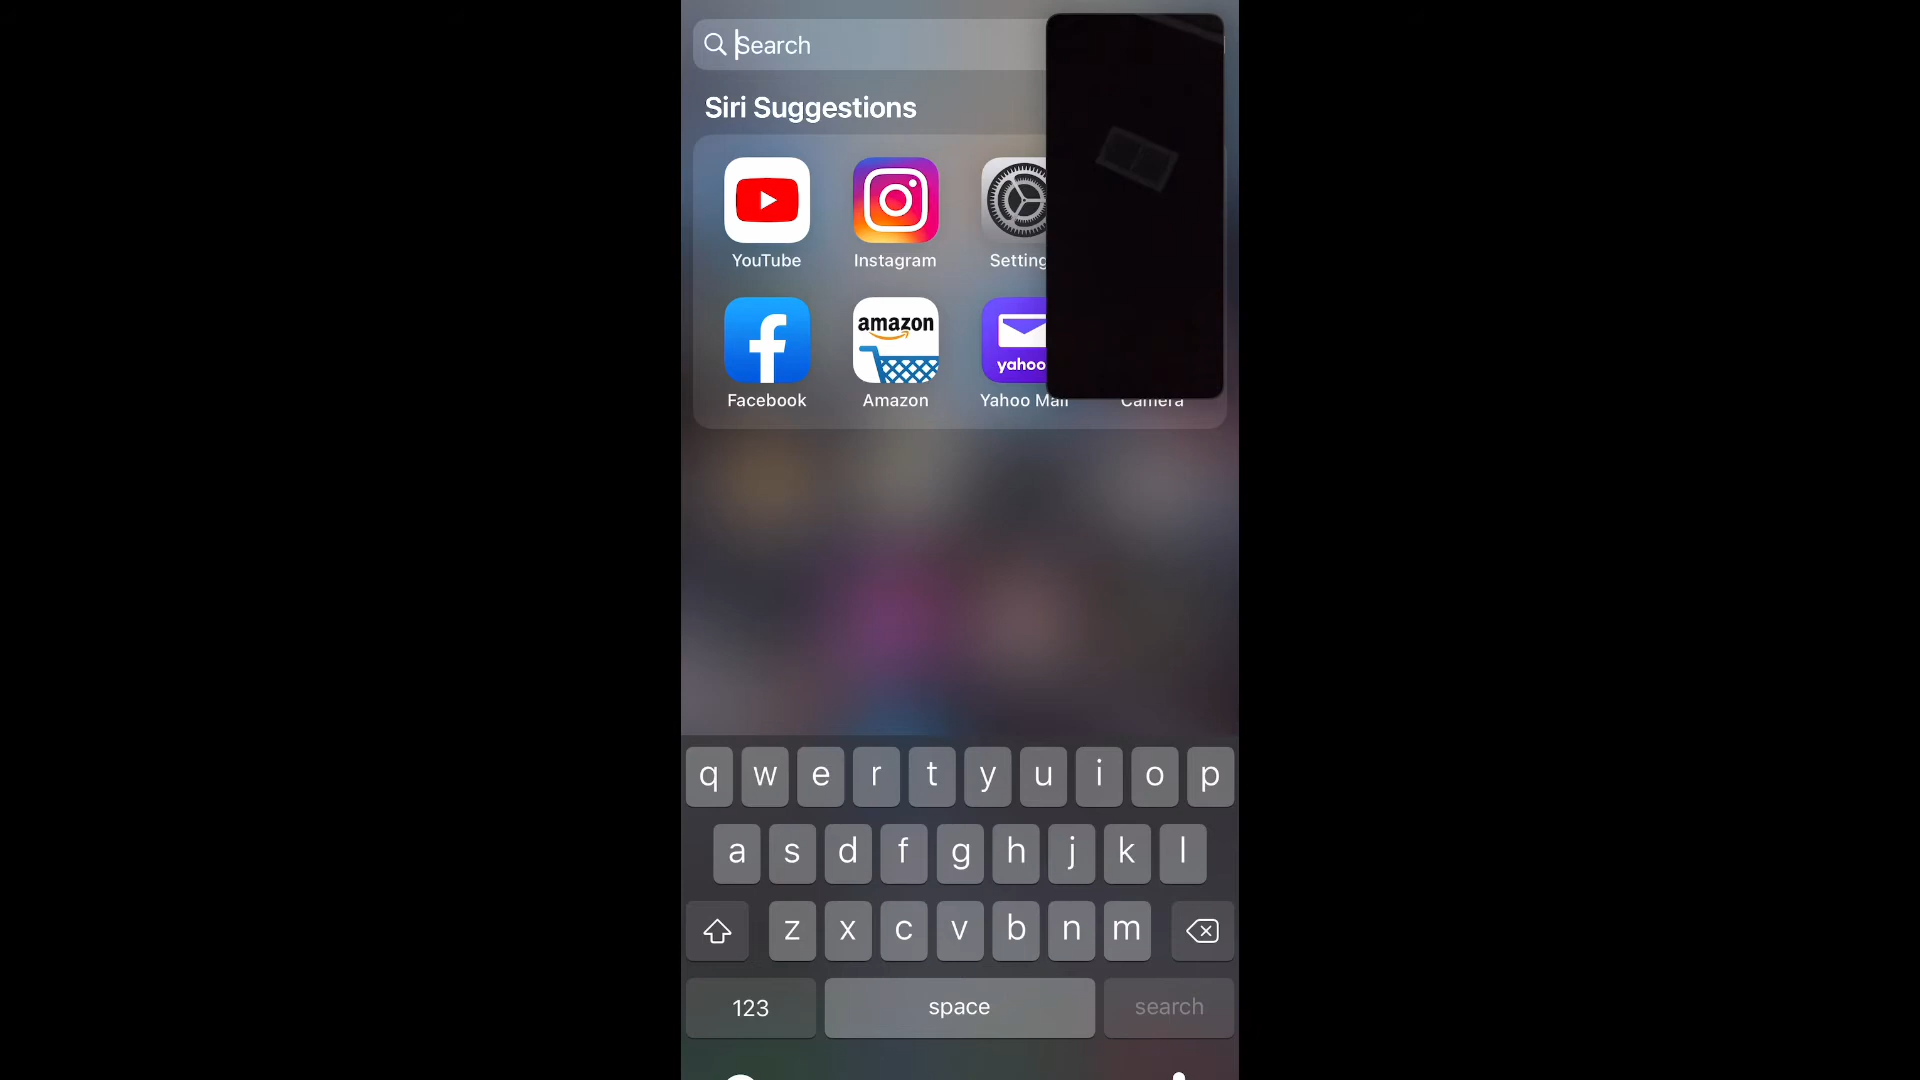 Search
Siri Suggestions
YouTube
Instagram
Setting
amazon
yahoo
Facebook
Amazon
Yahoo Mail
Camera
q w e r t y u i o p
a s d f g h j k l
z x c v b n m
123
space
search